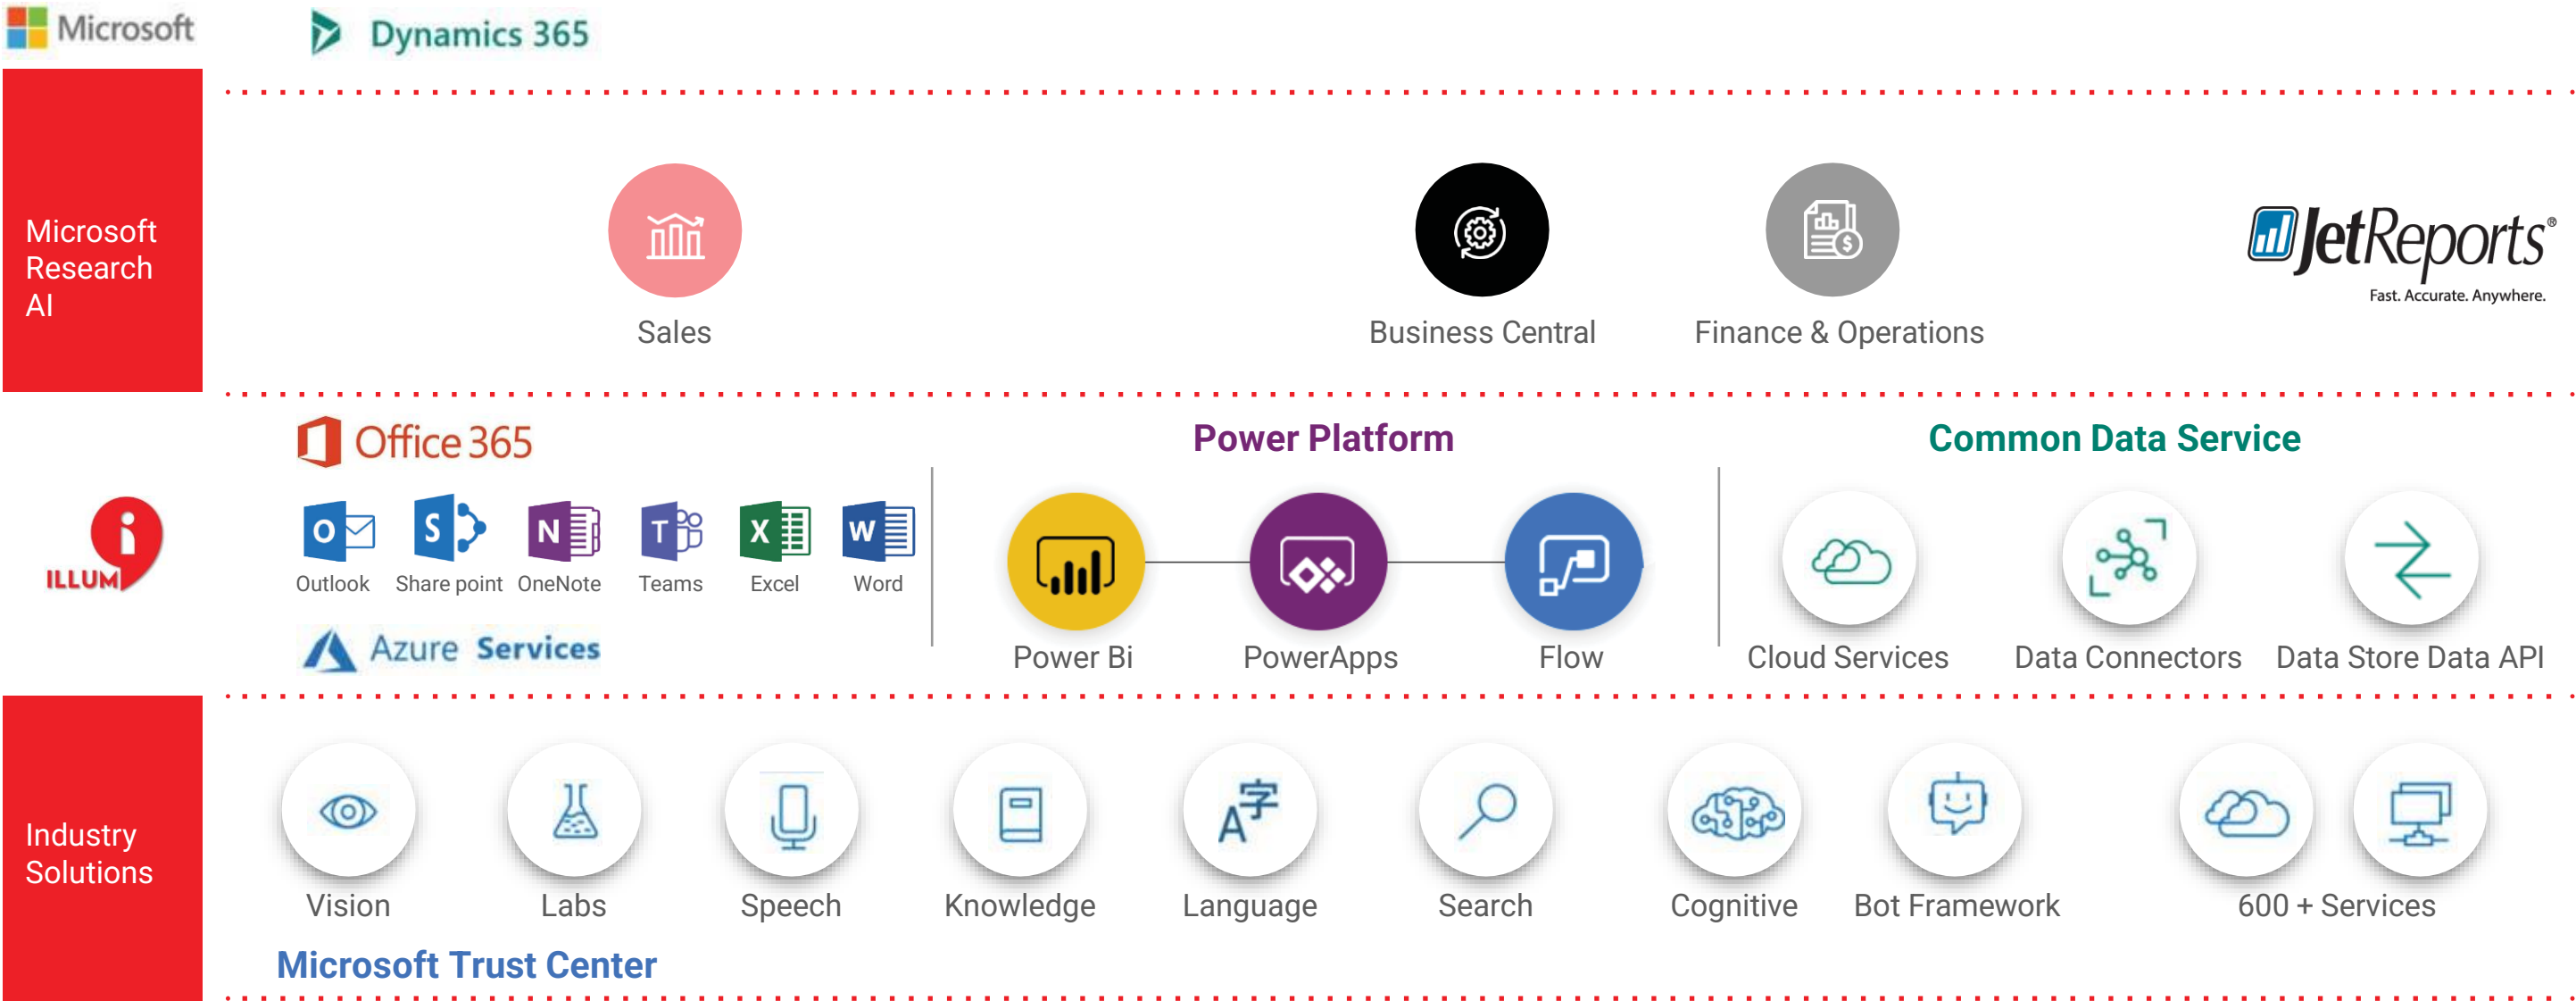 Microsoft
Dynamics 365
Microsoft
Research
AI
Sales
Business Central
Finance & Operations
JetReports®
Fast. Accurate. Anywhere.
Office 365
Power Platform
Common Data Service
i
ILLUM
O
S
N
T
X
W
Outlook
Share point
OneNote
Teams
Excel
Word
Azure Services
Power Bi
PowerApps
Flow
Cloud Services
Data Connectors
Data Store Data API
Industry
Solutions
A字
Vision
Labs
Speech
Knowledge
Language
Search
Cognitive
Bot Framework
600 + Services
Microsoft Trust Center